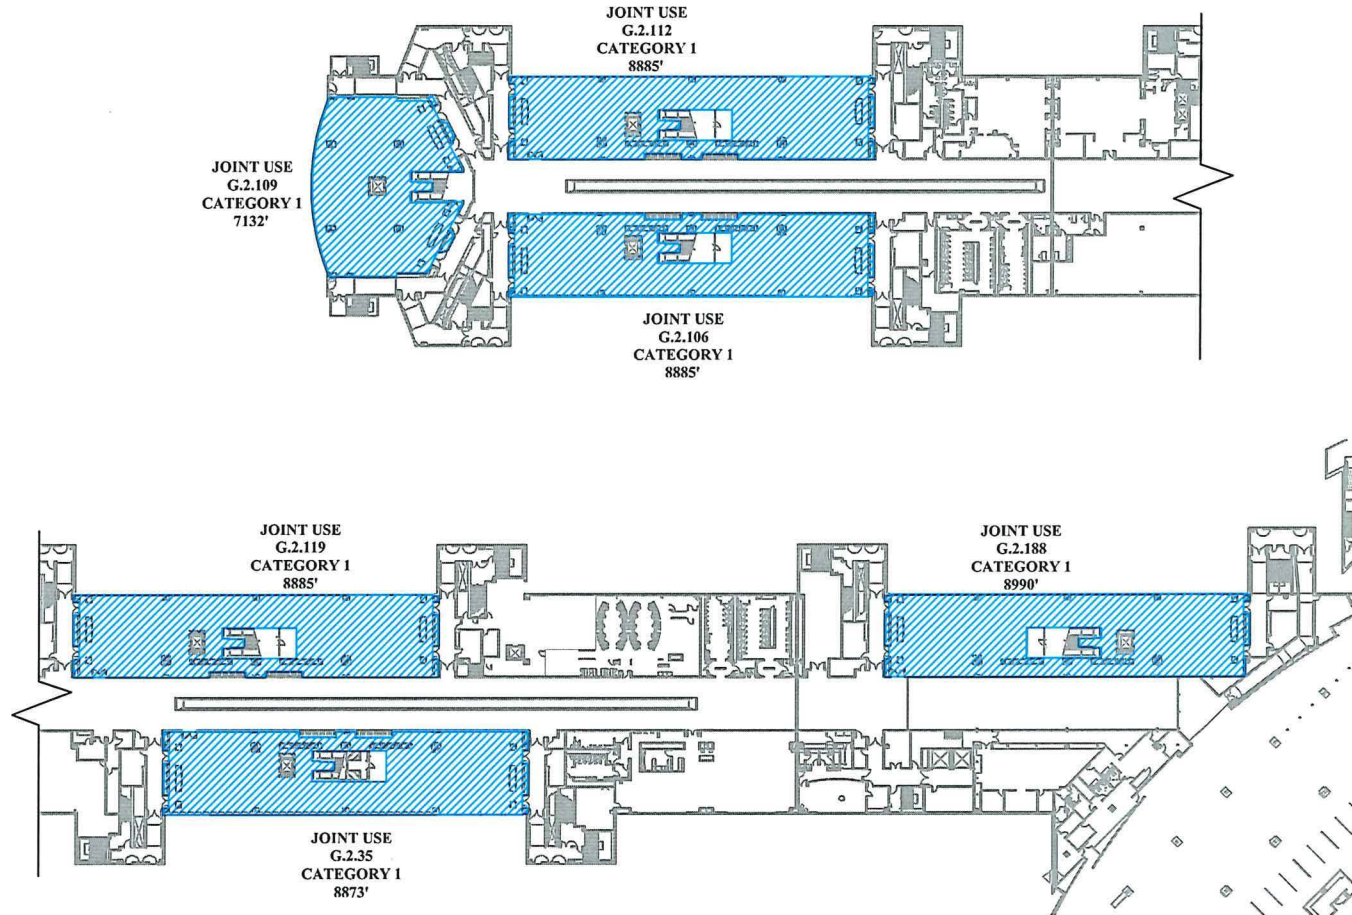 JOINT USE
G.2.112
CATEGORY 1
8885'
JOINT USE
G.2.109
CATEGORY 1
7132'
JOINT USE
G.2.106
CATEGORY 1
8885'
JOINT USE
G.2.119
CATEGORY 1
8885'
JOINT USE
G.2.188
CATEGORY 1
8990'
JOINT USE
G.2.35
CATEGORY 1
8873'